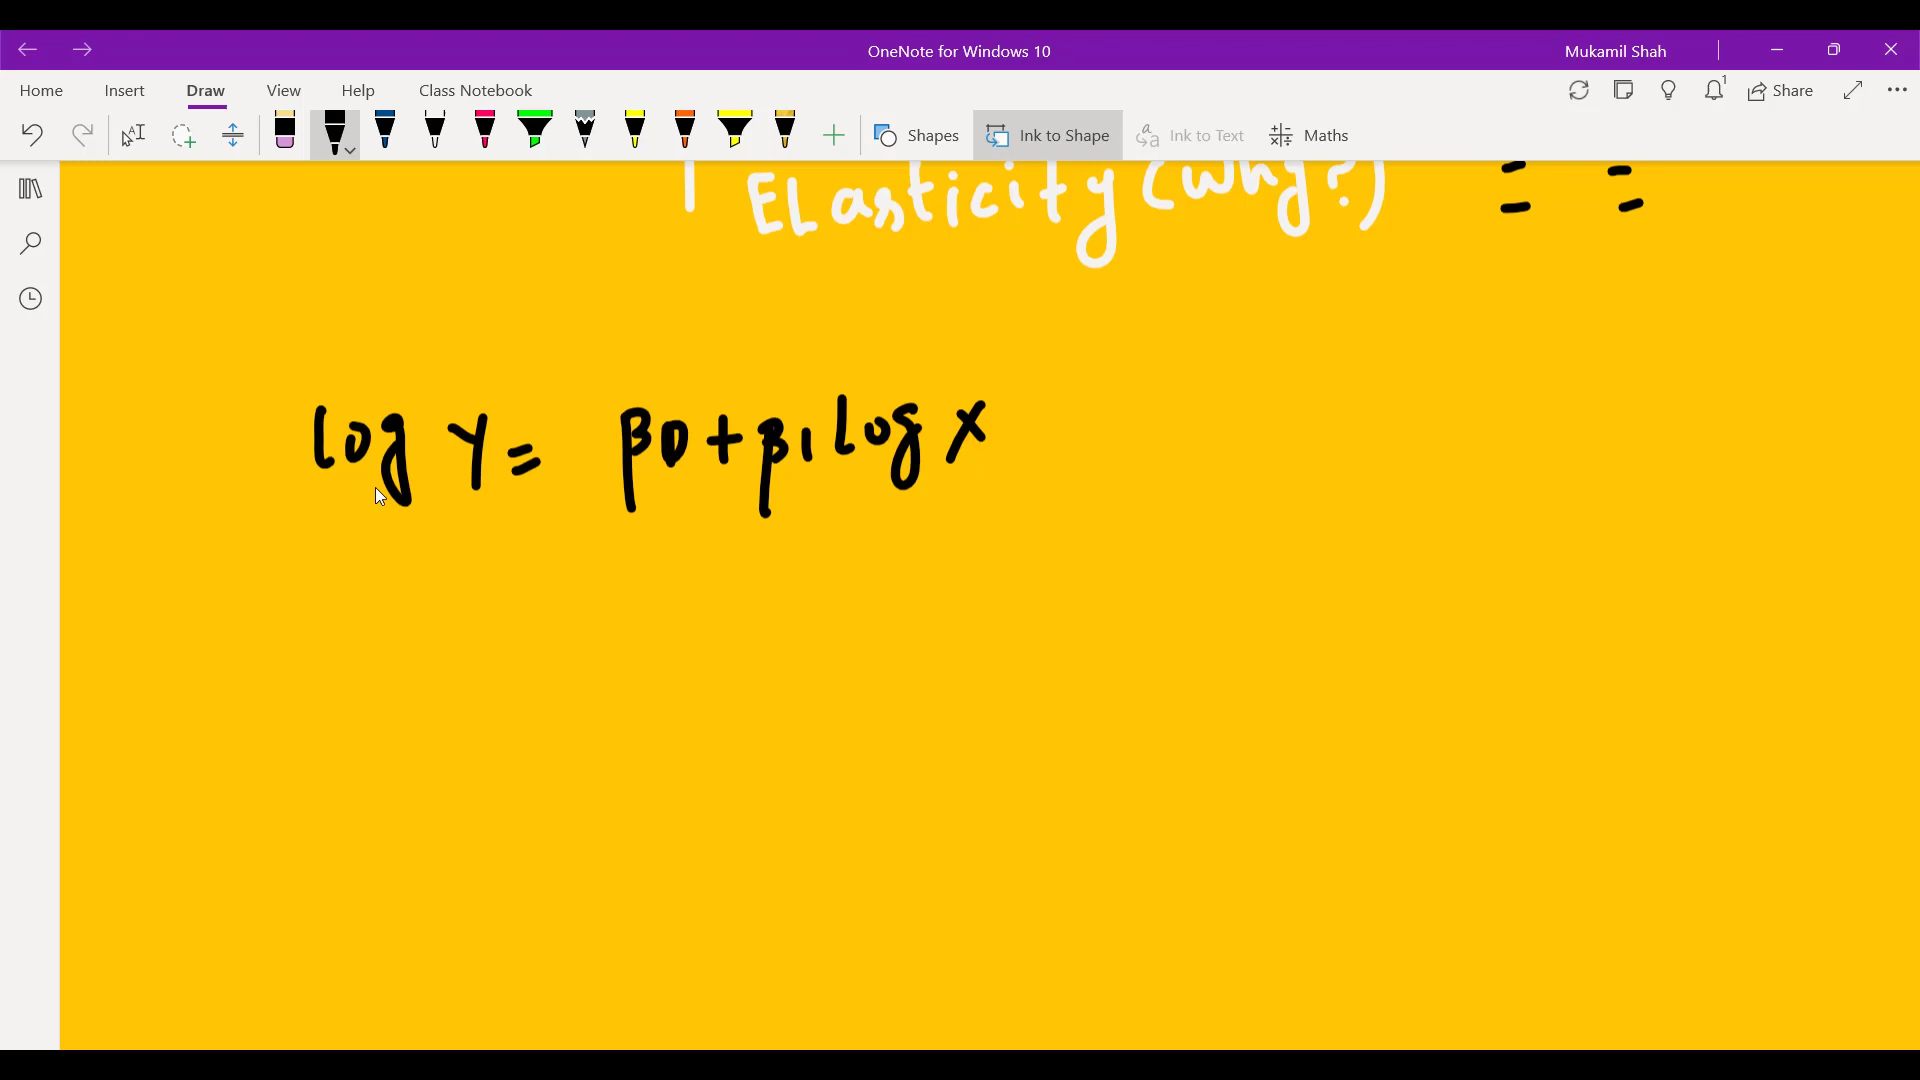 OneNote for Windows 10
Mukamil Shah
Home Insert Draw View Help Class Notebook
1 Share
Shapes Ink to Shape Ink to Text Maths
ELasticity (why?)
log Y = β0 + β1 log X